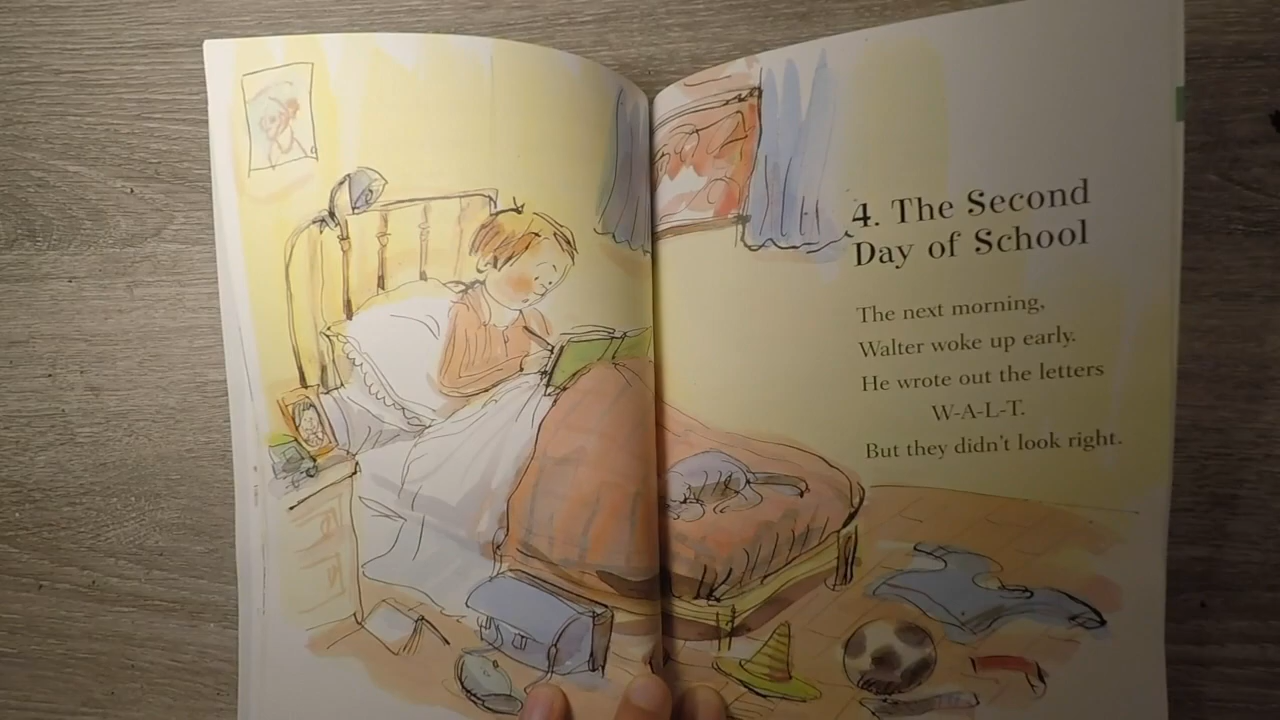 4. The Second
Day of School
The next morning,
Walter woke up early.
He wrote out the letters
W-A-L-T.
But they didn't look right.